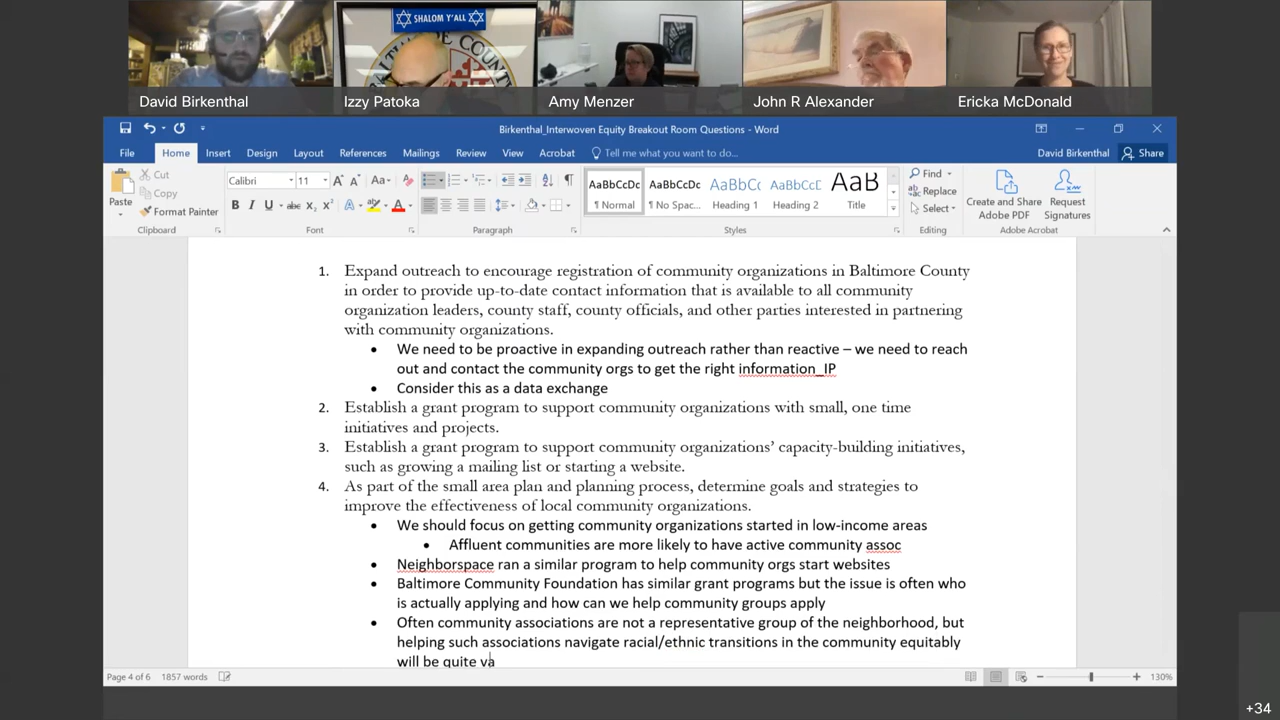 SHALOM Y'ALL
BALTIMORE COUNTY
David Birkenthal
Izzy Patoka
Amy Menzer
John R Alexander
Ericka McDonald
Birkenthal_Interwoven Equity Breakout Room Questions - Word
File Home Insert Design Layout References Mailings Review View Acrobat Tell me what you want to do... David Birkenthal Share
Paste
Cut
Copy
Format Painter
Clipboard
Calibri 11
Font
Paragraph
AaBbCcDc AaBbCcDc AaBbCc AaBbCcD AaB
¶ Normal ¶ No Spac... Heading 1 Heading 2 Title
Styles
Find
Replace
Select
Editing
Create and Share
Adobe PDF
Request
Signatures
Adobe Acrobat
1. Expand outreach to encourage registration of community organizations in Baltimore County
in order to provide up-to-date contact information that is available to all community
organization leaders, county staff, county officials, and other parties interested in partnering
with community organizations.
• We need to be proactive in expanding outreach rather than reactive – we need to reach
out and contact the community orgs to get the right information_IP
• Consider this as a data exchange
2. Establish a grant program to support community organizations with small, one time
initiatives and projects.
3. Establish a grant program to support community organizations’ capacity-building initiatives,
such as growing a mailing list or starting a website.
4. As part of the small area plan and planning process, determine goals and strategies to
improve the effectiveness of local community organizations.
• We should focus on getting community organizations started in low-income areas
• Affluent communities are more likely to have active community assoc
• Neighborspace ran a similar program to help community orgs start websites
• Baltimore Community Foundation has similar grant programs but the issue is often who
is actually applying and how can we help community groups apply
• Often community associations are not a representative group of the neighborhood, but
helping such associations navigate racial/ethnic transitions in the community equitably
will be quite va
Page 4 of 6 1857 words 130%
+34